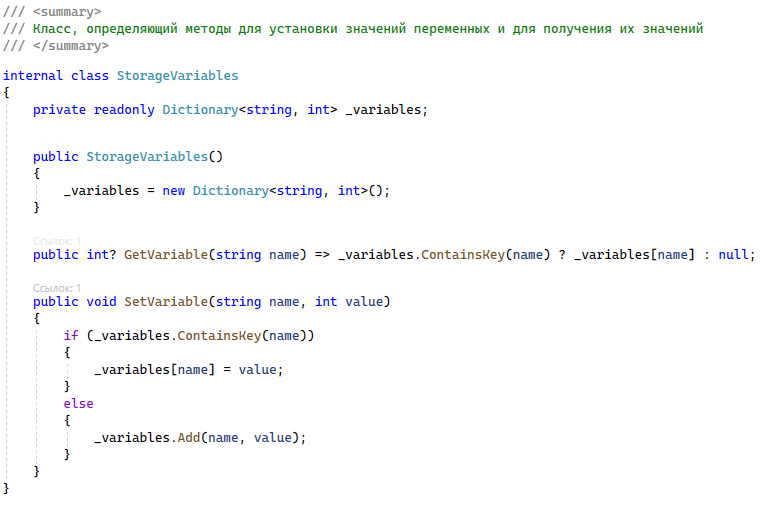 /// <summary>
/// Класс, определяющий методы для установки значений переменных и для получения их значений
/// </summary>
internal class StorageVariables
{
    private readonly Dictionary<string, int> _variables;
    public StorageVariables()
    {
        _variables = new Dictionary<string, int>();
    }
    Ссылок: 1
    public int? GetVariable(string name) => _variables.ContainsKey(name) ? _variables[name] : null;
    Ссылок: 1
    public void SetVariable(string name, int value)
    {
        if (_variables.ContainsKey(name))
        {
            _variables[name] = value;
        }
        else
        {
            _variables.Add(name, value);
        }
    }
}